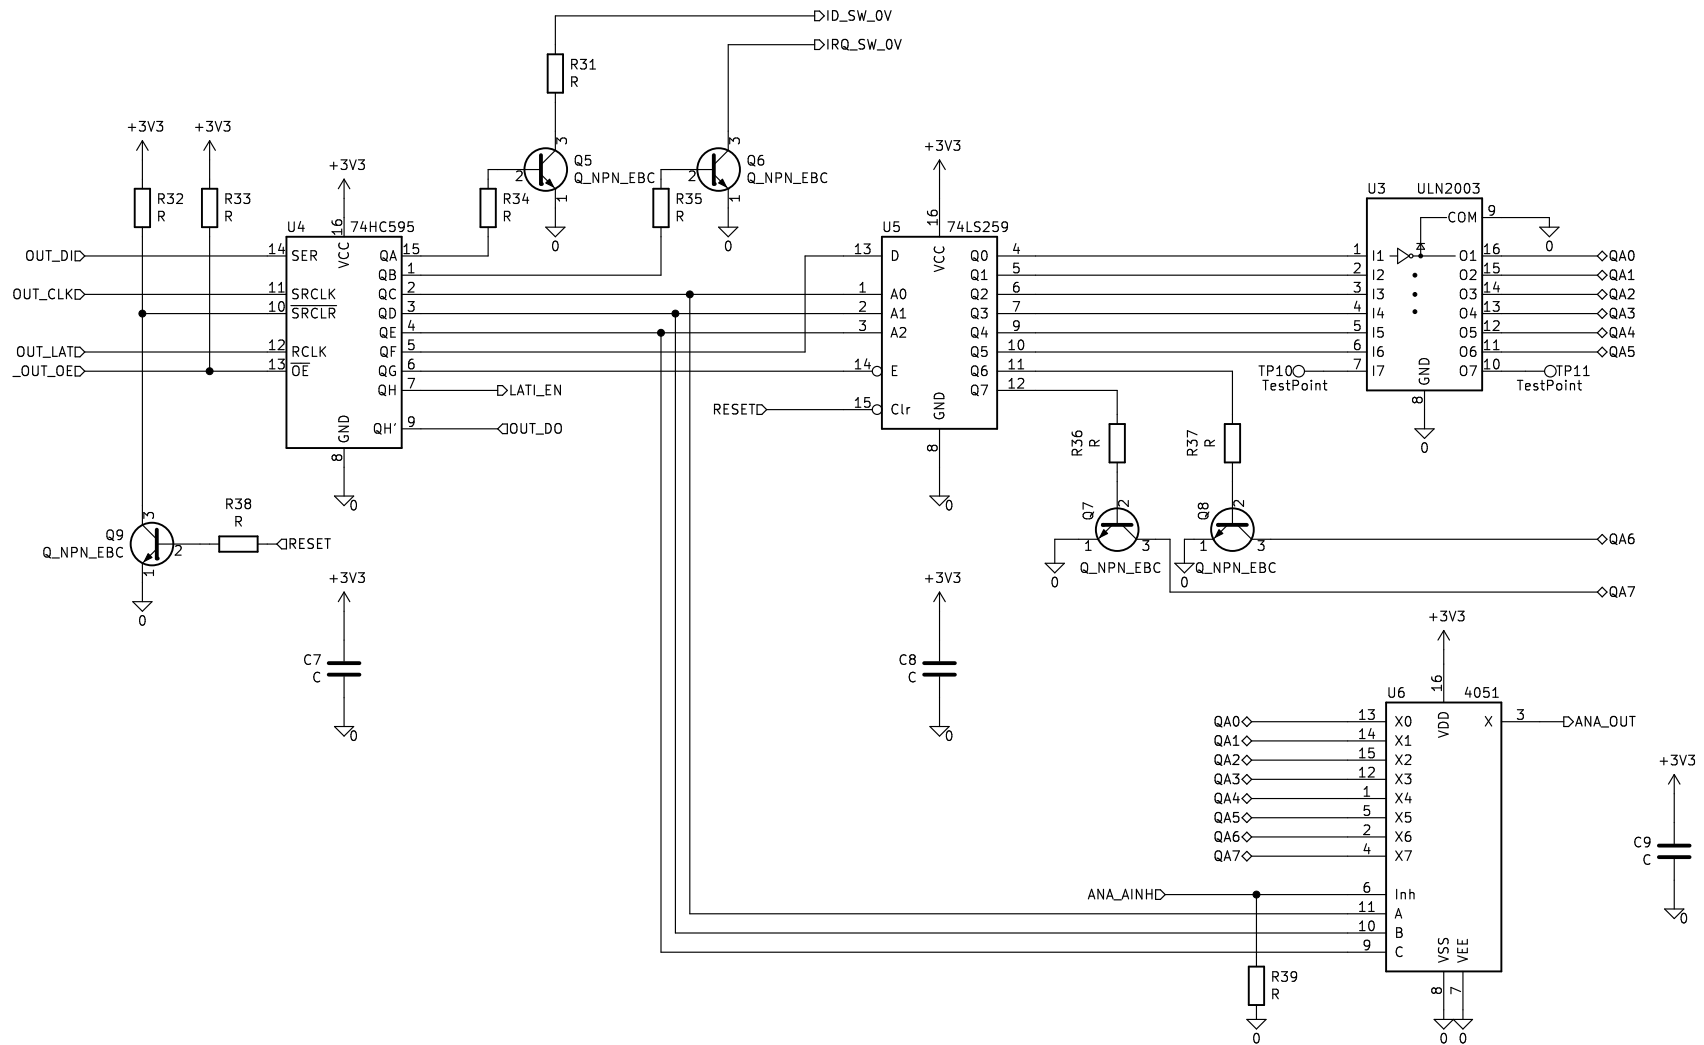 ID_SW_0V
IRQ_SW_0V
R31
R
+3V3
+3V3
+3V3
+3V3
3
Q5
2
Q_NPN_EBC
1
0
3
Q6
2
Q_NPN_EBC
1
0
R32
R
R33
R
R34
R
R35
R
U4
74HC595
16
VCC
OUT_DI
14
SER
QA
15
QB
1
OUT_CLK
11
SRCLK
QC
2
10
SRCLR
QD
3
QE
4
OUT_LAT
12
RCLK
QF
5
_OUT_OE
13
OE
QG
6
QH
7
LATI_EN
QH'
9
OUT_DO
GND
8
0
U5
74LS259
16
VCC
13
D
Q0
4
Q1
5
1
A0
Q2
6
2
A1
Q3
7
3
A2
Q4
9
Q5
10
14
E
Q6
11
Q7
12
RESET
15
Clr
GND
8
0
U3
ULN2003
COM
9
0
1
I1
O1
16
QA0
2
I2
O2
15
QA1
3
I3
O3
14
QA2
4
I4
O4
13
QA3
5
I5
O5
12
QA4
6
I6
O6
11
QA5
TP10
TestPoint
7
I7
O7
10
TP11
TestPoint
GND
8
0
R36
R
R37
R
Q7
2
1
3
Q_NPN_EBC
0
Q8
2
1
3
Q_NPN_EBC
0
QA6
QA7
R38
R
RESET
Q9
Q_NPN_EBC
3
2
1
0
+3V3
C7
C
0
+3V3
C8
C
0
+3V3
U6
4051
16
VDD
QA0
13
X0
X
3
ANA_OUT
QA1
14
X1
QA2
15
X2
QA3
12
X3
QA4
1
X4
QA5
5
X5
QA6
2
X6
QA7
4
X7
ANA_AINH
6
Inh
11
A
10
B
9
C
VSS
VEE
8
7
0
0
R39
R
0
+3V3
C9
C
0